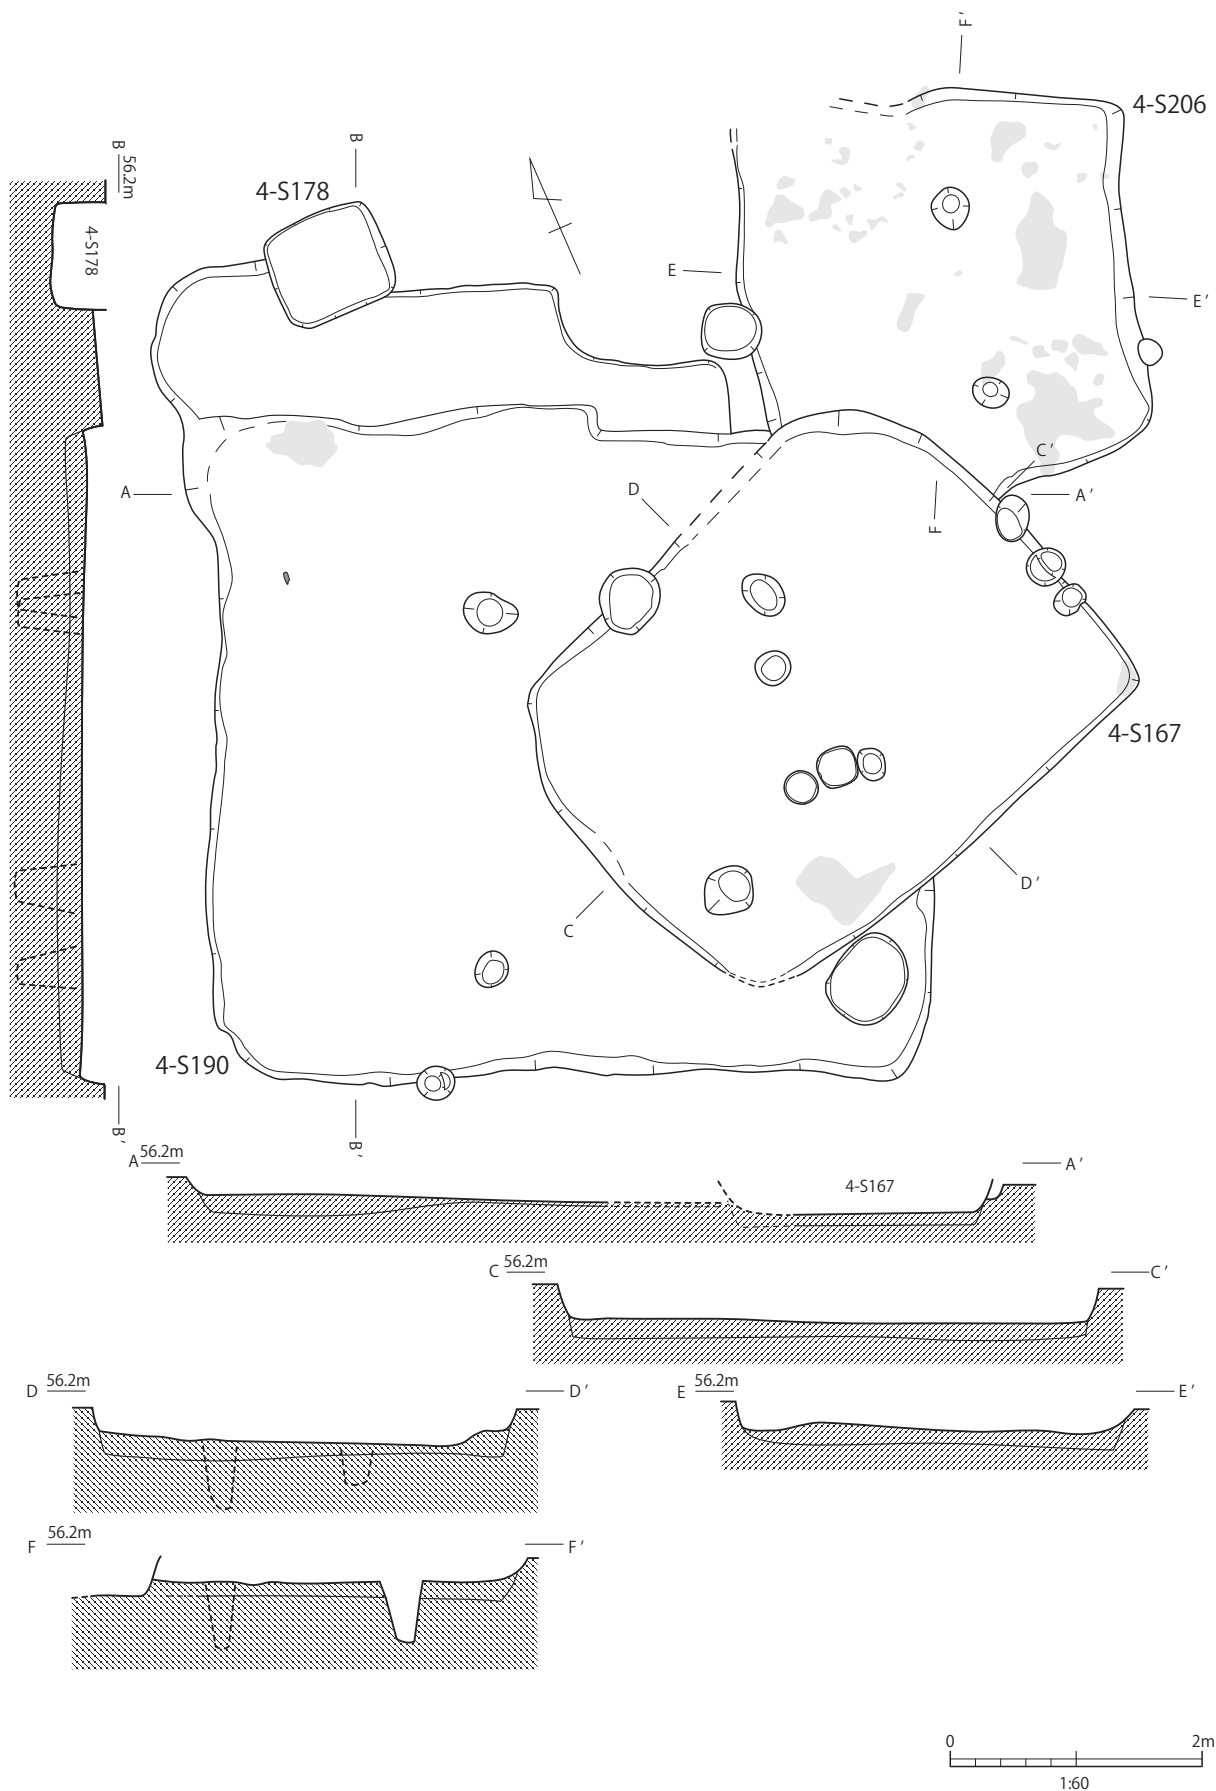 F′
4-S206
B
56.2m
B
4-S178
4-S178
E
E′
C′
A
D
A′
F
4-S167
D′
C
4-S190
B′
B′
A
56.2m
A′
4-S167
C
56.2m
C′
D
56.2m
D′
E
56.2m
E′
F
56.2m
F′
0
2m
1:60